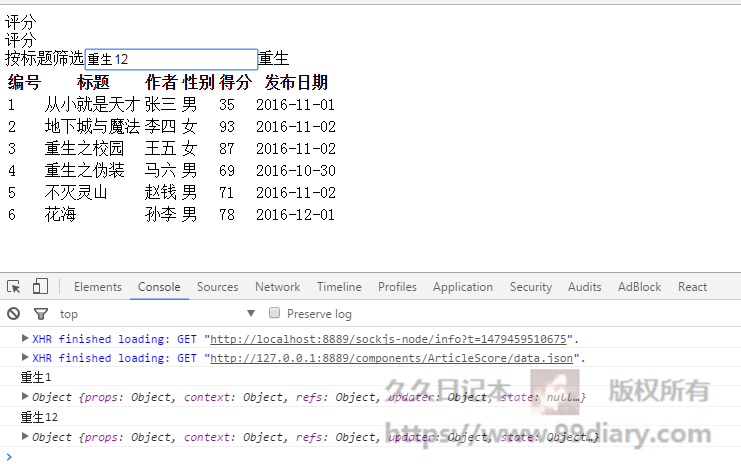 评分
评分
按标题筛选 重生12 重生
编号 标题 作者 性别 得分 发布日期
1 从小就是天才 张三 男 35 2016-11-01
2 地下城与魔法 李四 女 93 2016-11-02
3 重生之校园 王五 女 87 2016-11-02
4 重生之伪装 马六 男 69 2016-10-30
5 不灭灵山 赵钱 男 71 2016-11-02
6 花海 孙李 男 78 2016-12-01
Elements Console Sources Network Timeline Profiles Application Security Audits AdBlock React
top Preserve log
XHR finished loading: GET "http://localhost:8889/sockjs-node/info?t=1479459510675".
XHR finished loading: GET "http://127.0.0.1:8889/components/ArticleScore/data.json".
重生1
Object {props: Object, context: Object, refs: Object, updater: Object, state: null…}
重生12
Object {props: Object, context: Object, refs: Object, updater: Object, state: Object…}
久久日记本 版权所有
https://www.99diary.com